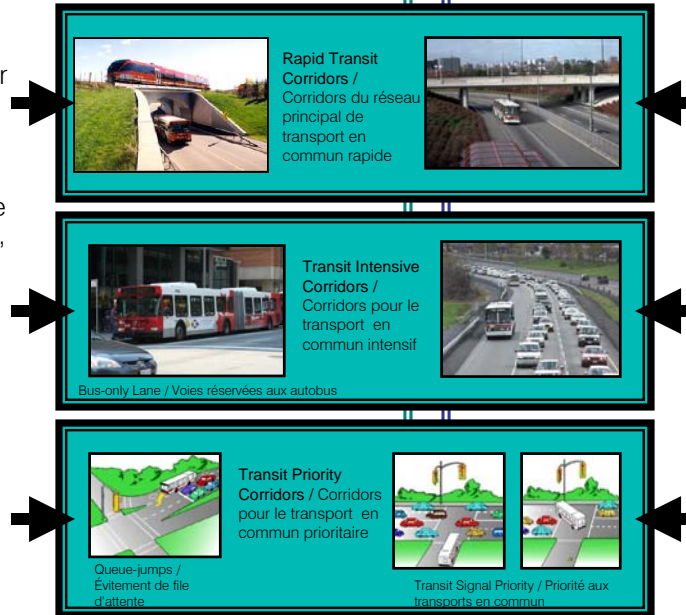 r
e
,
Rapid Transit
Corridors /
Corridors du réseau
principal de
transport en
commun rapide
Transit Intensive
Corridors /
Corridors pour le
transport en
commun intensif
Bus-only Lane / Voies réservées aux autobus
Transit Priority
Corridors / Corridors
pour le transport en
commun prioritaire
Queue-jumps /
Évitement de file
d'attente
Transit Signal Priority / Priorité aux
transports en commun